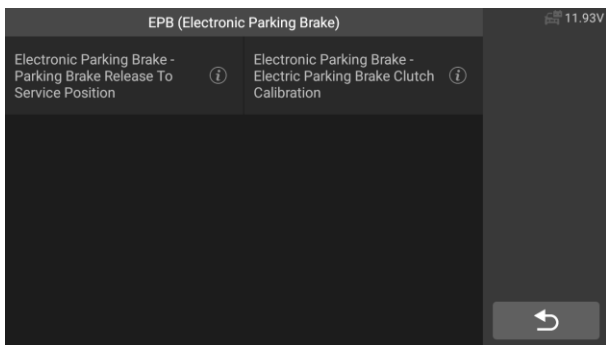 EPB (Electronic Parking Brake)
11.93V
Electronic Parking Brake -
Parking Brake Release To
Service Position
Electronic Parking Brake -
Electric Parking Brake Clutch
Calibration